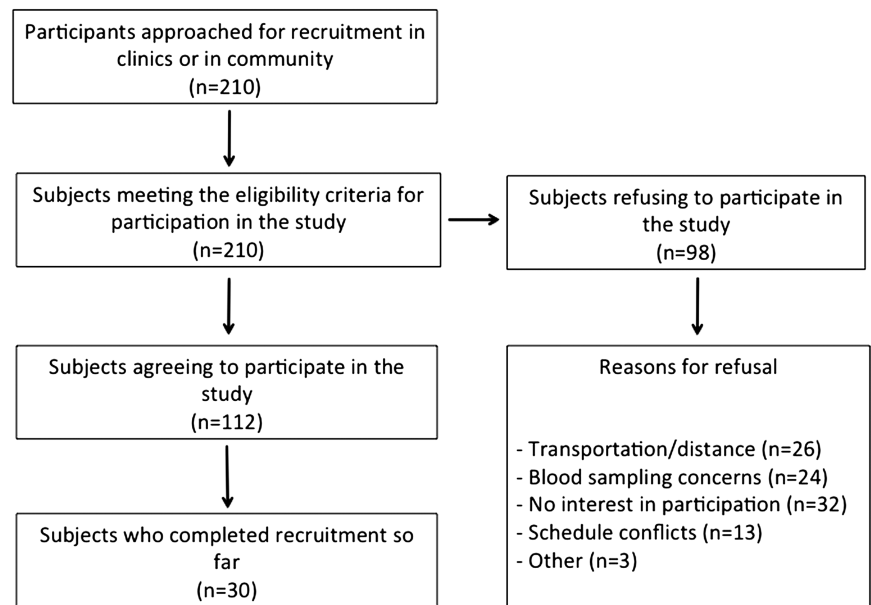 Participants approached for recruitment in
clinics or in community
(n=210)
Subjects meeting the eligibility criteria for
participation in the study
(n=210)
Subjects refusing to participate in
the study
(n=98)
Subjects agreeing to participate in the
study
(n=112)
Reasons for refusal
- Transportation/distance (n=26)
- Blood sampling concerns (n=24)
- No interest in participation (n=32)
- Schedule conflicts (n=13)
- Other (n=3)
Subjects who completed recruitment so
far
(n=30)